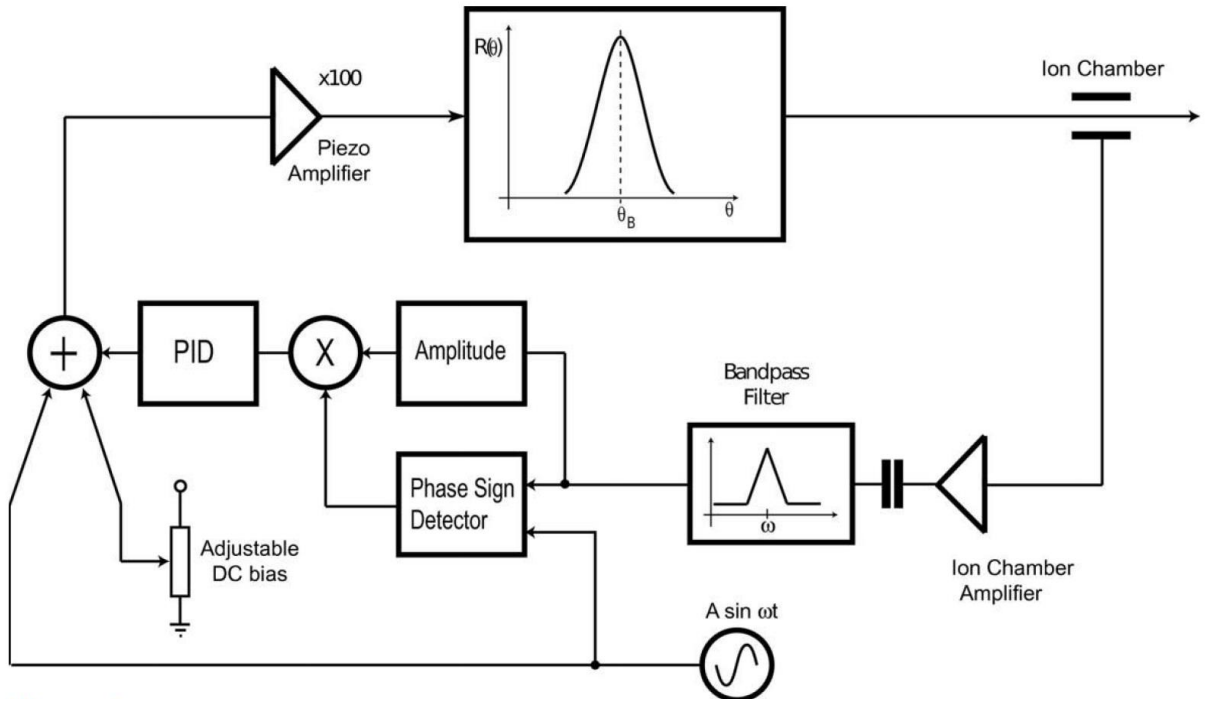 R(θ)
θ
θB
x100
Piezo
Amplifier
Ion Chamber
+
PID
X
Amplitude
Phase Sign
Detector
Bandpass
Filter
ω
Ion Chamber
Amplifier
Adjustable
DC bias
A sin ωt